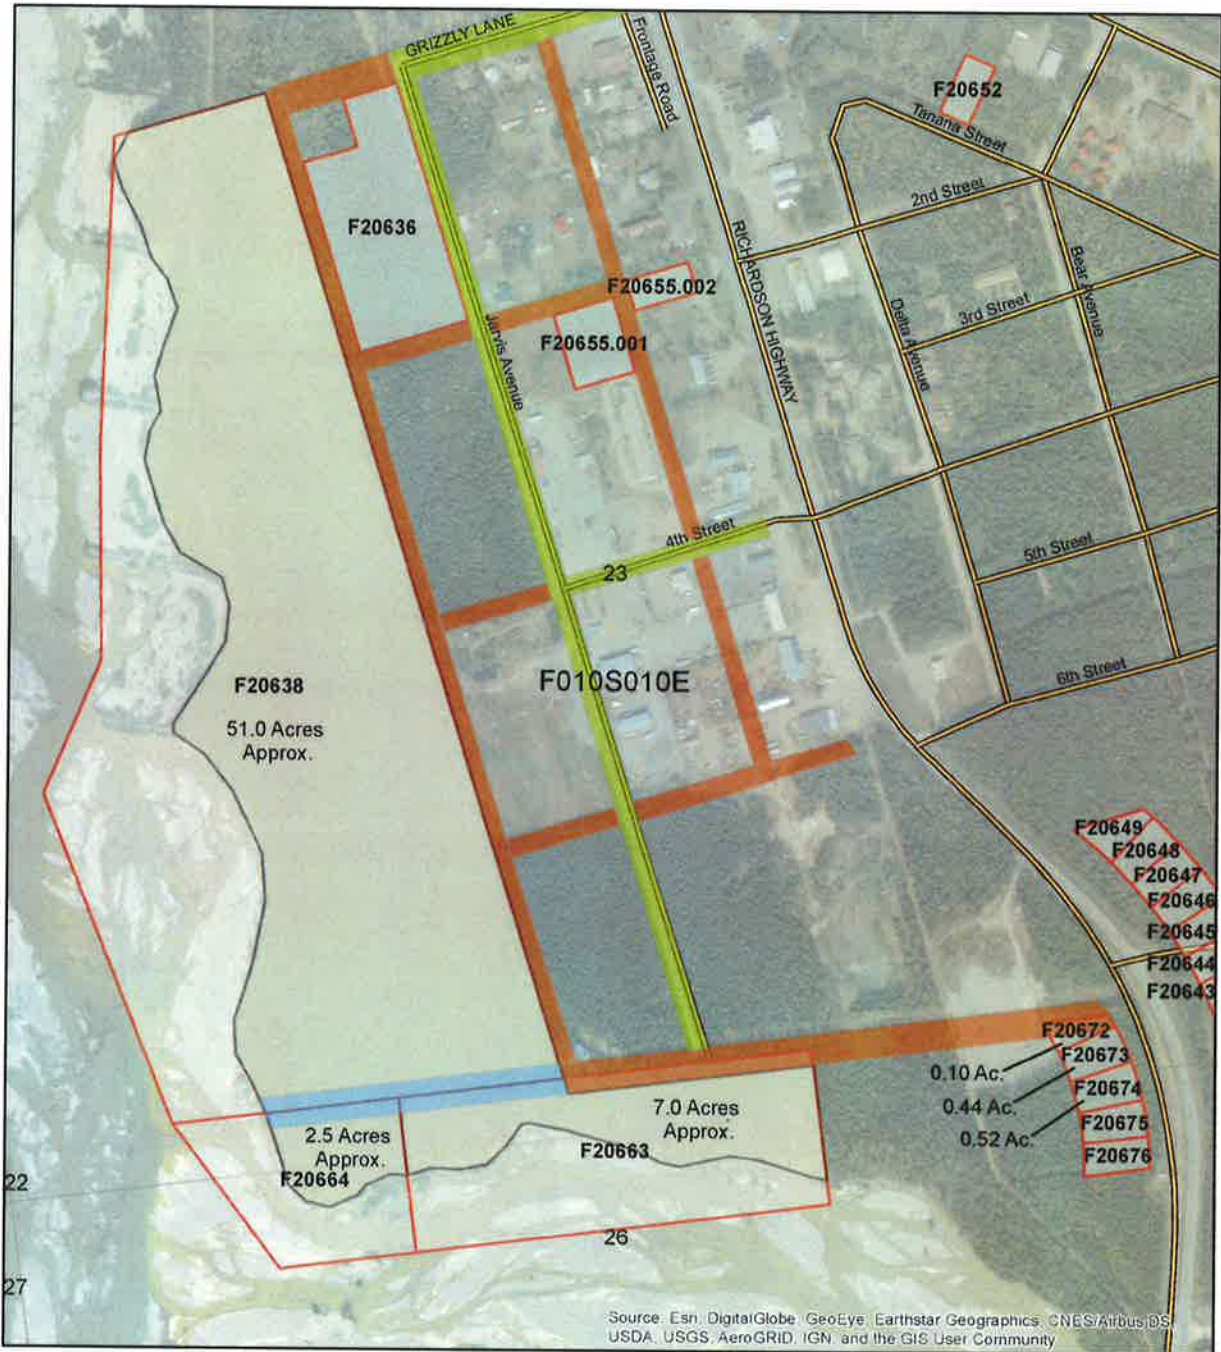 GRIZZLY LANE
Frontage Road
F20652
Tanana Street
2nd Street
F20636
RICHARDSON HIGHWAY
Bear Avenue
F20655.002
3rd Street
Delta Avenue
Jarvis Avenue
F20655.001
4th Street
5th Street
23
F010S010E
6th Street
F20638
51.0 Acres
Approx.
F20649
F20648
F20647
F20646
F20645
F20644
F20643
F20672
F20673
0.10 Ac.
F20674
0.44 Ac.
F20675
0.52 Ac.
F20676
7.0 Acres
Approx.
2.5 Acres
Approx.
F20663
F20664
22
26
27
Source: Esri, DigitalGlobe, GeoEye, Earthstar Geographics, CNES/Airbus DS,
USDA, USGS, AeroGRID, IGN, and the GIS User Community